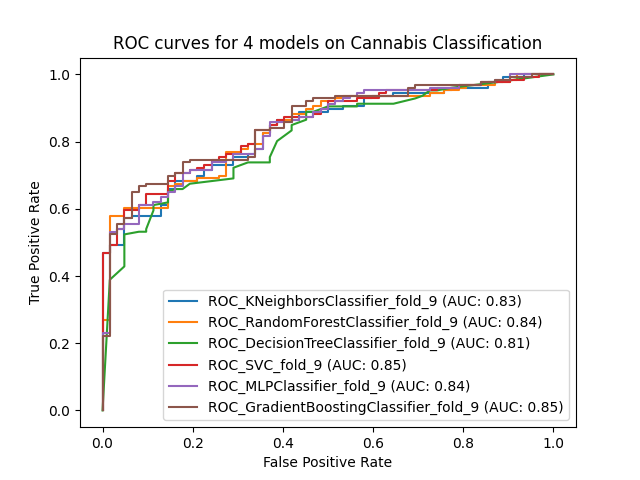 ROC curves for 4 models on Cannabis Classification
True Positive Rate
1.0
0.8
0.6
0.4
0.2
0.0
ROC_KNeighborsClassifier_fold_9 (AUC: 0.83)
ROC_RandomForestClassifier_fold_9 (AUC: 0.84)
ROC_DecisionTreeClassifier_fold_9 (AUC: 0.81)
ROC_SVC_fold_9 (AUC: 0.85)
ROC_MLPClassifier_fold_9 (AUC: 0.84)
ROC_GradientBoostingClassifier_fold_9 (AUC: 0.85)
0.0 0.2 0.4 0.6 0.8 1.0
False Positive Rate